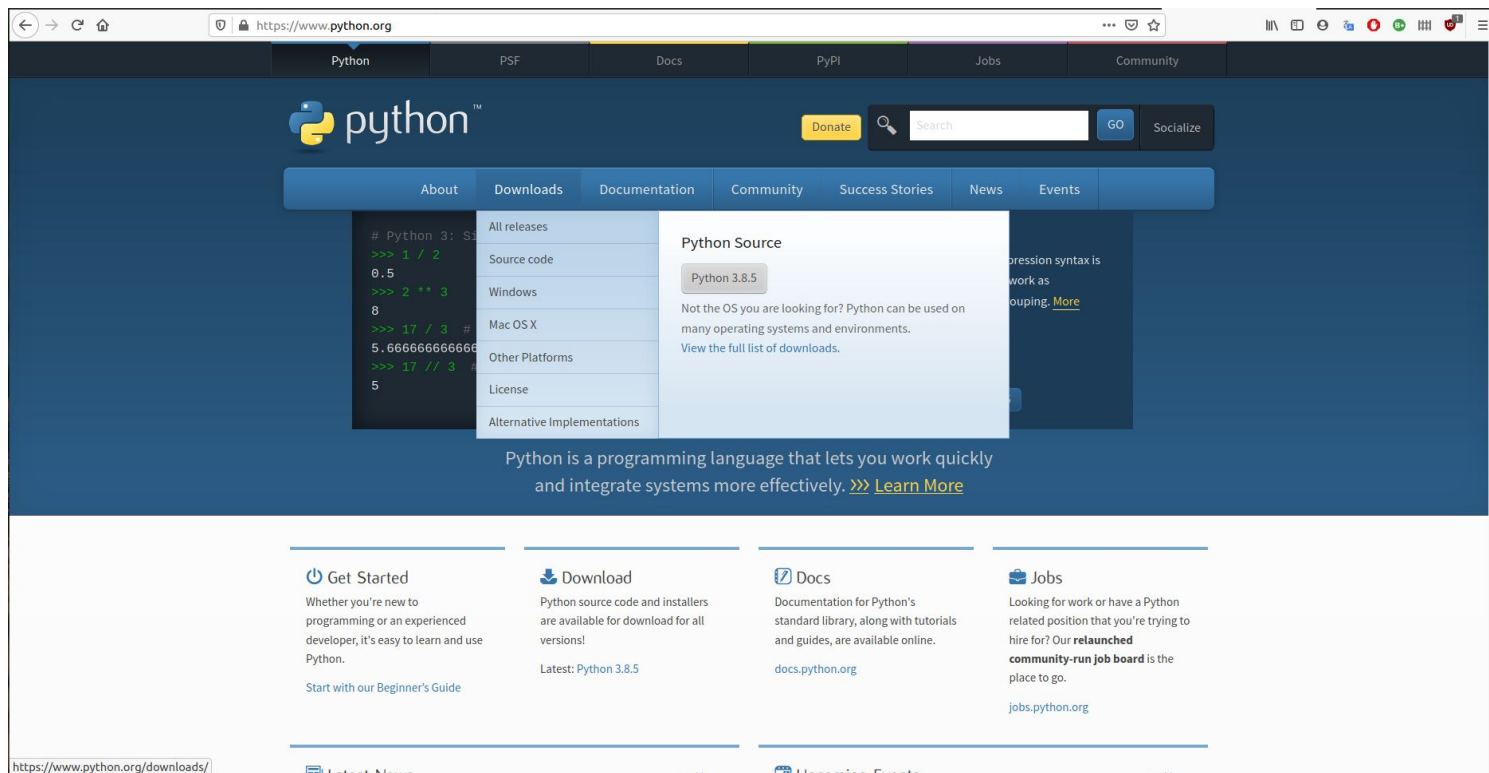 https://www.python.org
Python
PSF
Docs
PyPI
Jobs
Community
python™
Donate
Search
GO
Socialize
About
Downloads
Documentation
Community
Success Stories
News
Events
# Python 3:
>>> 1 / 2
0.5
>>> 2 ** 3
8
>>> 17 / 3 #
5.666666666666
>>> 17 // 3 #
5
All releases
Source code
Windows
Mac OS X
Other Platforms
License
Alternative Implementations
Python Source
Python 3.8.5
Not the OS you are looking for? Python can be used on
many operating systems and environments.
View the full list of downloads.
syntax is
work as
More
Python is a programming language that lets you work quickly
and integrate systems more effectively. >>> Learn More
Get Started
Whether you're new to
programming or an experienced
developer, it's easy to learn and use
Python.
Start with our Beginner's Guide
Download
Python source code and installers
are available for download for all
versions!
Latest: Python 3.8.5
Docs
Documentation for Python's
standard library, along with tutorials
and guides, are available online.
docs.python.org
Jobs
Looking for work or have a Python
related position that you're trying to
hire for? Our relaunched
community-run job board is the
place to go.
jobs.python.org
Latest News
Upcoming Events
https://www.python.org/downloads/